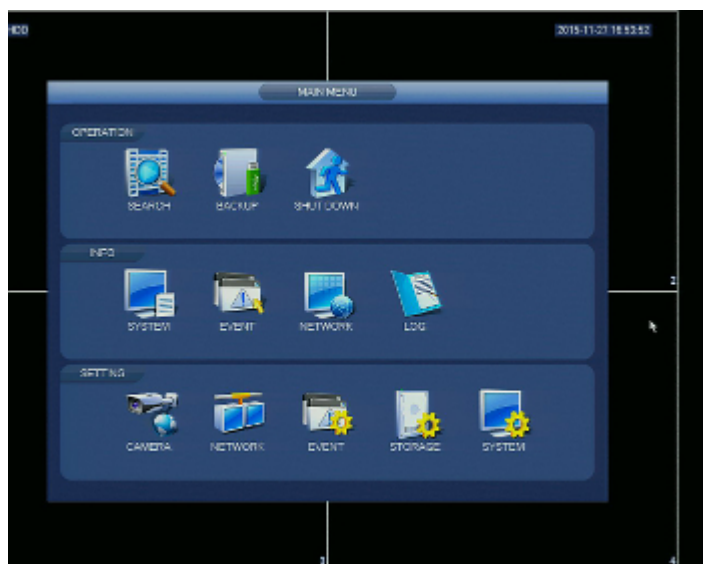 HDD
2015-11-27 16:53:52
MAIN MENU
OPERATION
SEARCH BACKUP SHUTDOWN
INFO
2
SYSTEM EVENT NETWORK LOG
SETTING
CAMERA NETWORK EVENT STORAGE SYSTEM
3 4